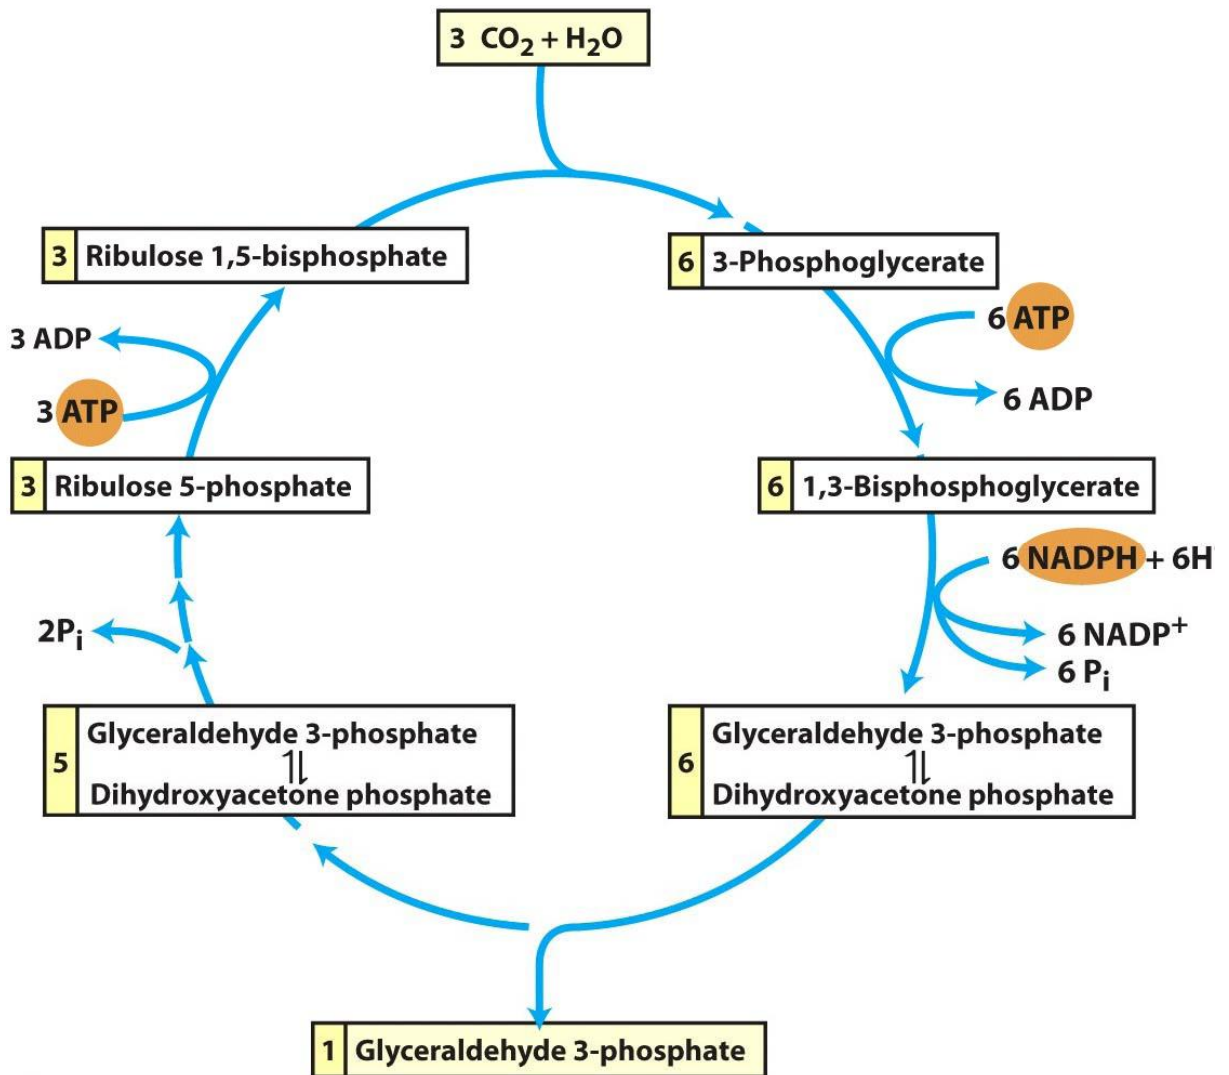 3 CO2 + H2O
3 Ribulose 1,5-bisphosphate
6 3-Phosphoglycerate
3 ADP
3 ATP
6 ATP
6 ADP
3 Ribulose 5-phosphate
6 1,3-Bisphosphoglycerate
6 NADPH + 6H
6 NADP+
6 Pi
2Pi
5
Glyceraldehyde 3-phosphate
⥮
Dihydroxyacetone phosphate
6
Glyceraldehyde 3-phosphate
⥮
Dihydroxyacetone phosphate
1 Glyceraldehyde 3-phosphate